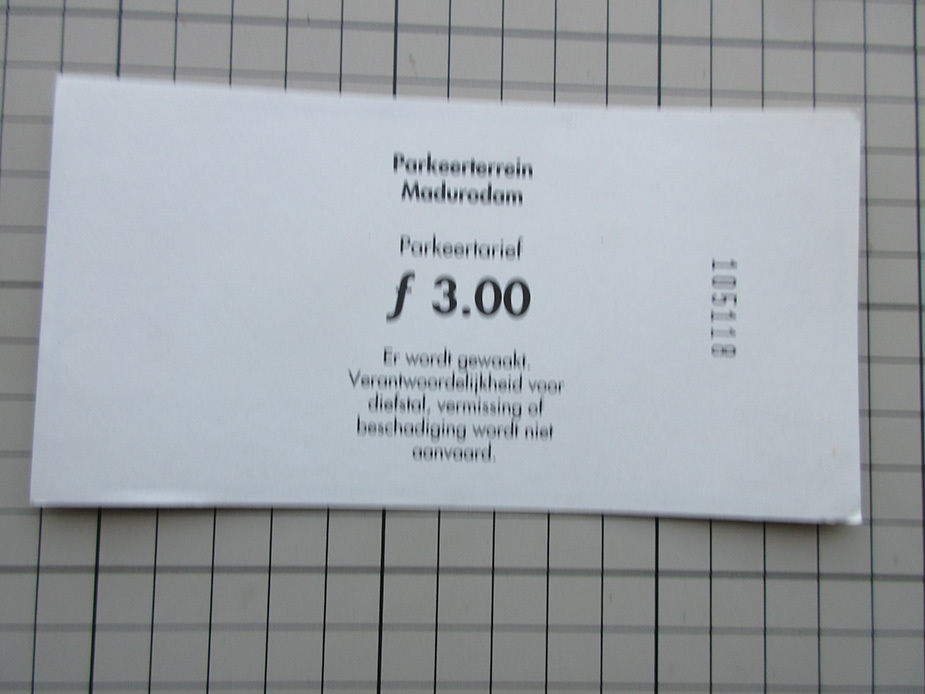 Parkeerterrein
Madurodam
Parkeertarief
ƒ 3.00
Er wordt gewaakt.
Verantwoordelijkheid voor
diefstal, vermissing of
beschadiging wordt niet
aanvaard.
105118